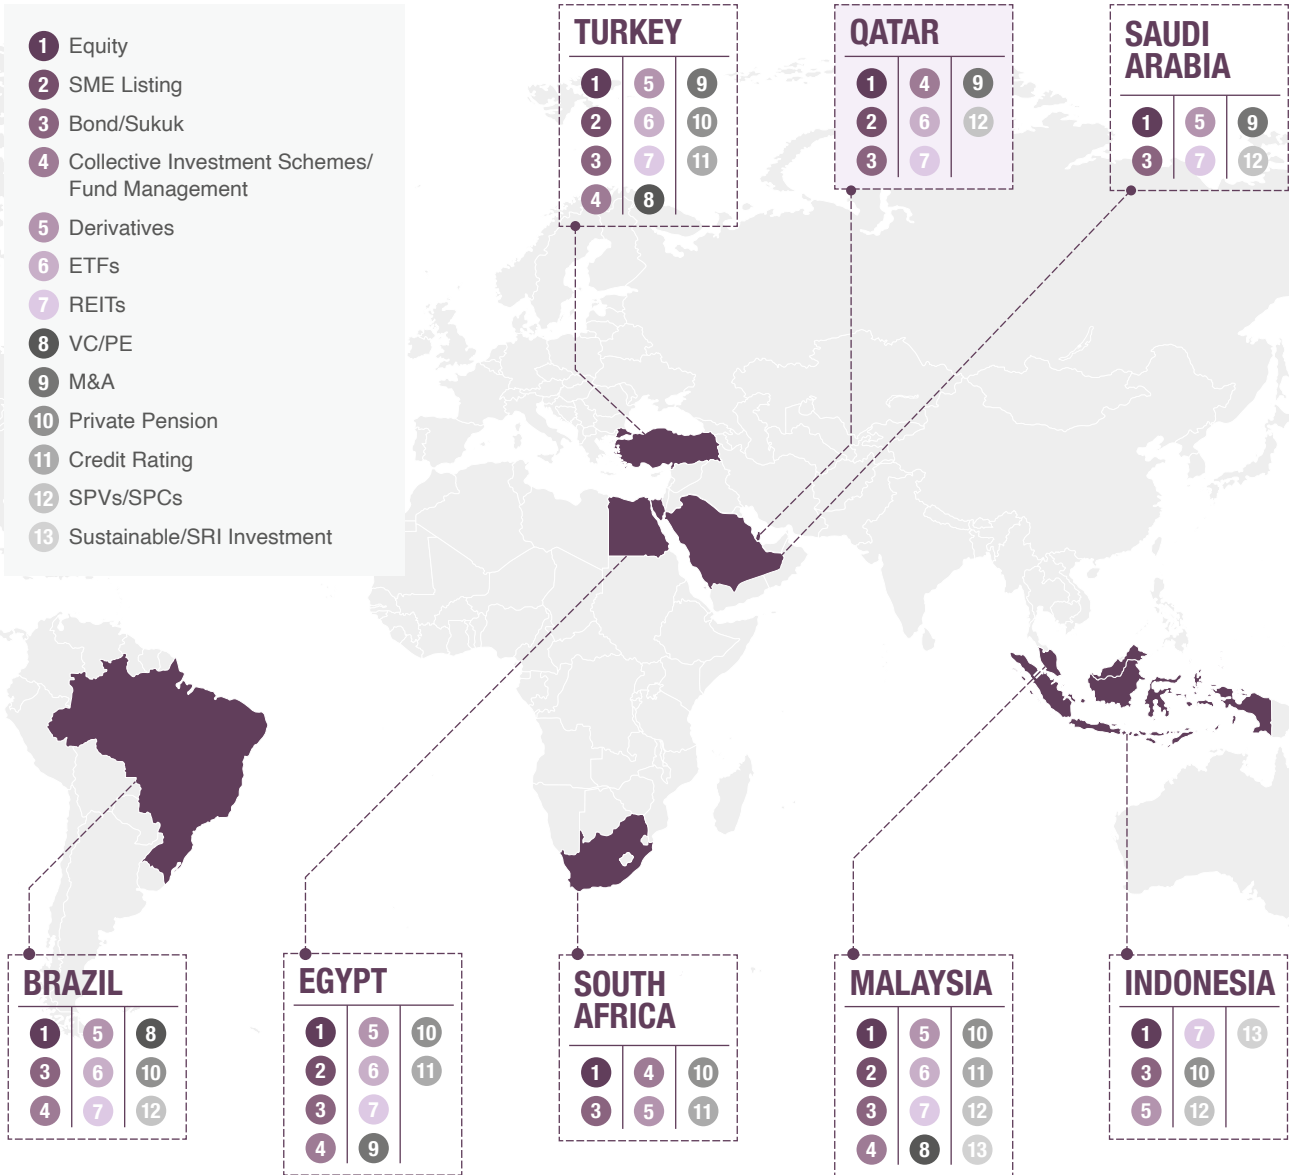 1 Equity
2 SME Listing
3 Bond/Sukuk
4 Collective Investment Schemes/
Fund Management
5 Derivatives
6 ETFs
7 REITs
8 VC/PE
9 M&A
10 Private Pension
11 Credit Rating
12 SPVs/SPCs
13 Sustainable/SRI Investment
TURKEY
1 5 9
2 6 10
3 7 11
4 8
QATAR
1 4 9
2 6 12
3 7
SAUDI
ARABIA
1 5 9
3 7 12
BRAZIL
1 5 8
3 6 10
4 7 12
EGYPT
1 5 10
2 6 11
3 7
4 9
SOUTH
AFRICA
1 4 10
3 5 11
MALAYSIA
1 5 10
2 6 11
3 7 12
4 8 13
INDONESIA
1 7 13
3 10
5 12